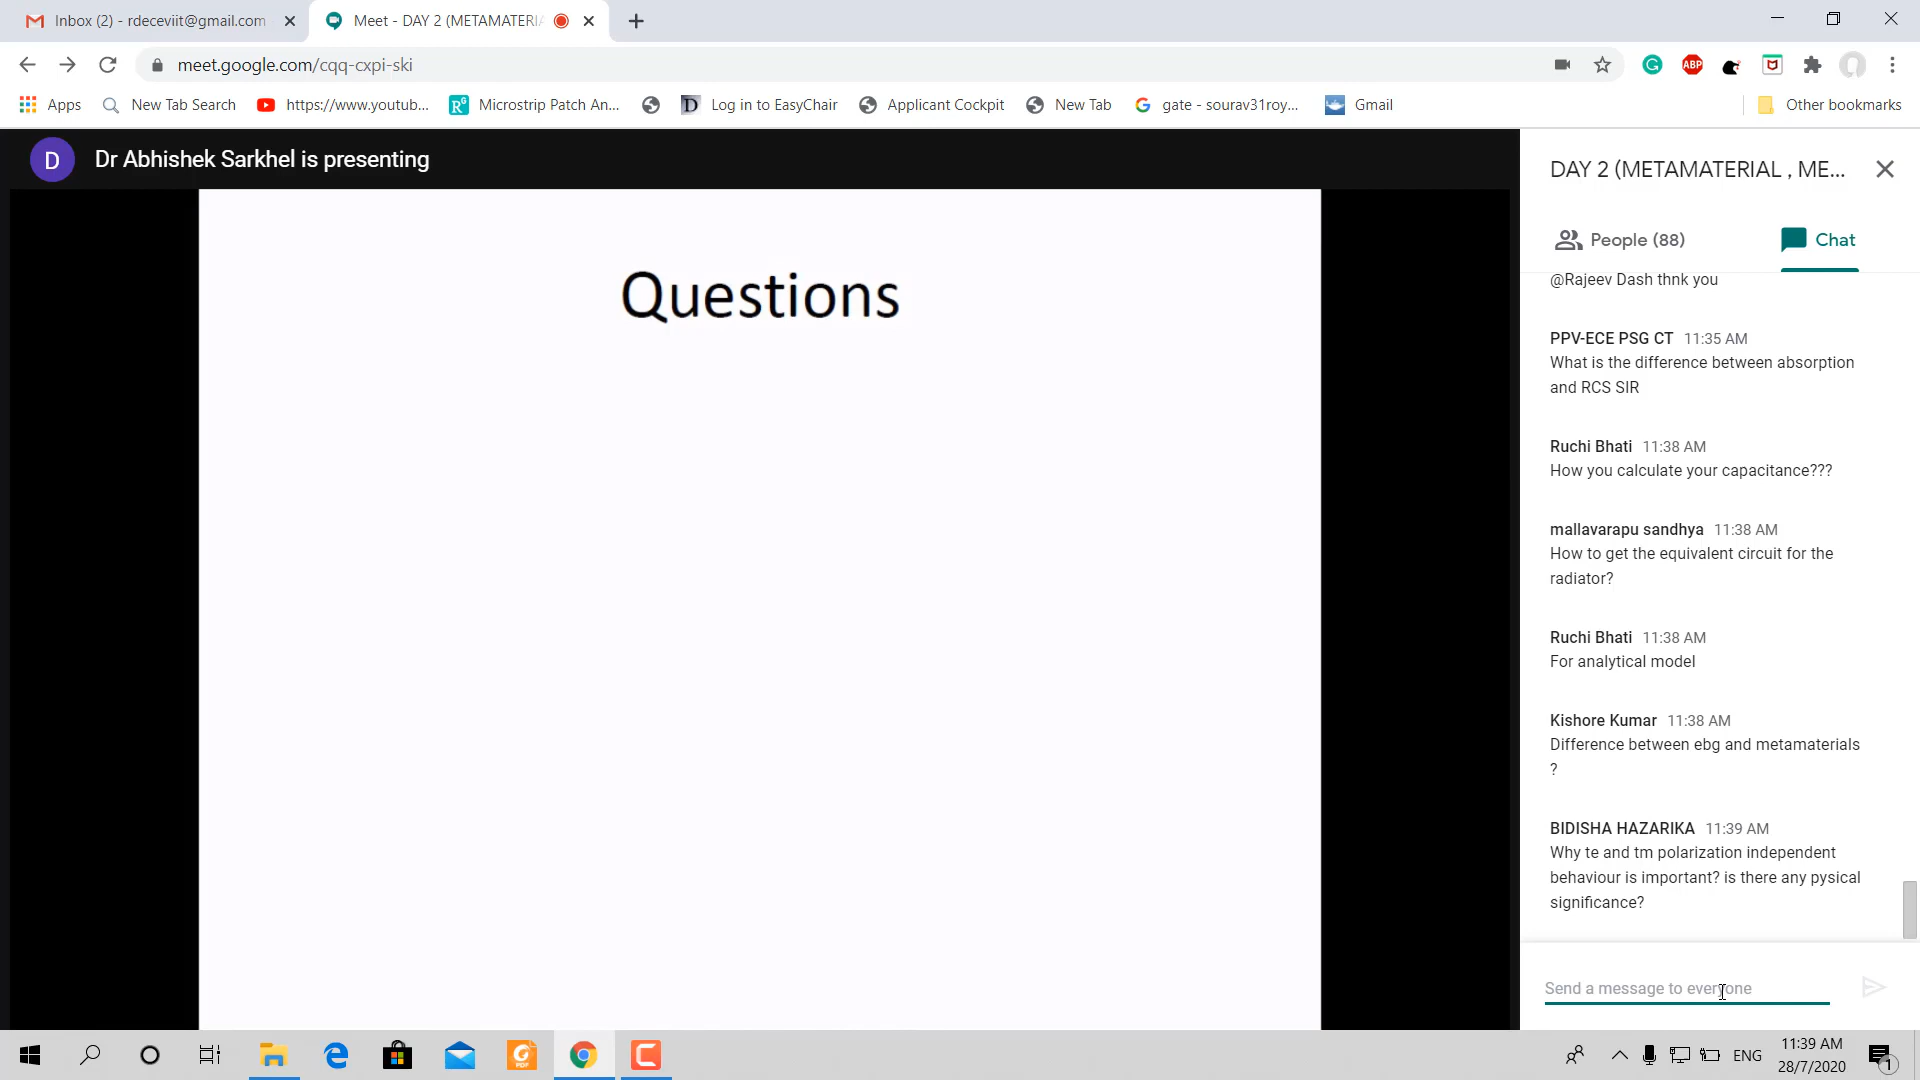 Inbox (2) - rdeceviit@gmail.com
Meet - DAY 2 (METAMATERI
meet.google.com/cqq-cxpi-ski
Apps
New Tab Search
https://www.youtub...
Microstrip Patch An...
Log in to EasyChair
Applicant Cockpit
New Tab
gate - sourav31roy...
Gmail
Other bookmarks
D
Dr Abhishek Sarkhel is presenting
Questions
DAY 2 (METAMATERIAL , ME...
People (88)
Chat
@Rajeev Dash thnk you
PPV-ECE PSG CT 11:35 AM
What is the difference between absorption
and RCS SIR
Ruchi Bhati 11:38 AM
How you calculate your capacitance???
mallavarapu sandhya 11:38 AM
How to get the equivalent circuit for the
radiator?
Ruchi Bhati 11:38 AM
For analytical model
Kishore Kumar 11:38 AM
Difference between ebg and metamaterials
?
BIDISHA HAZARIKA 11:39 AM
Why te and tm polarization independent
behaviour is important? is there any pysical
significance?
Send a message to everyone
ENG
11:39 AM
28/7/2020
1